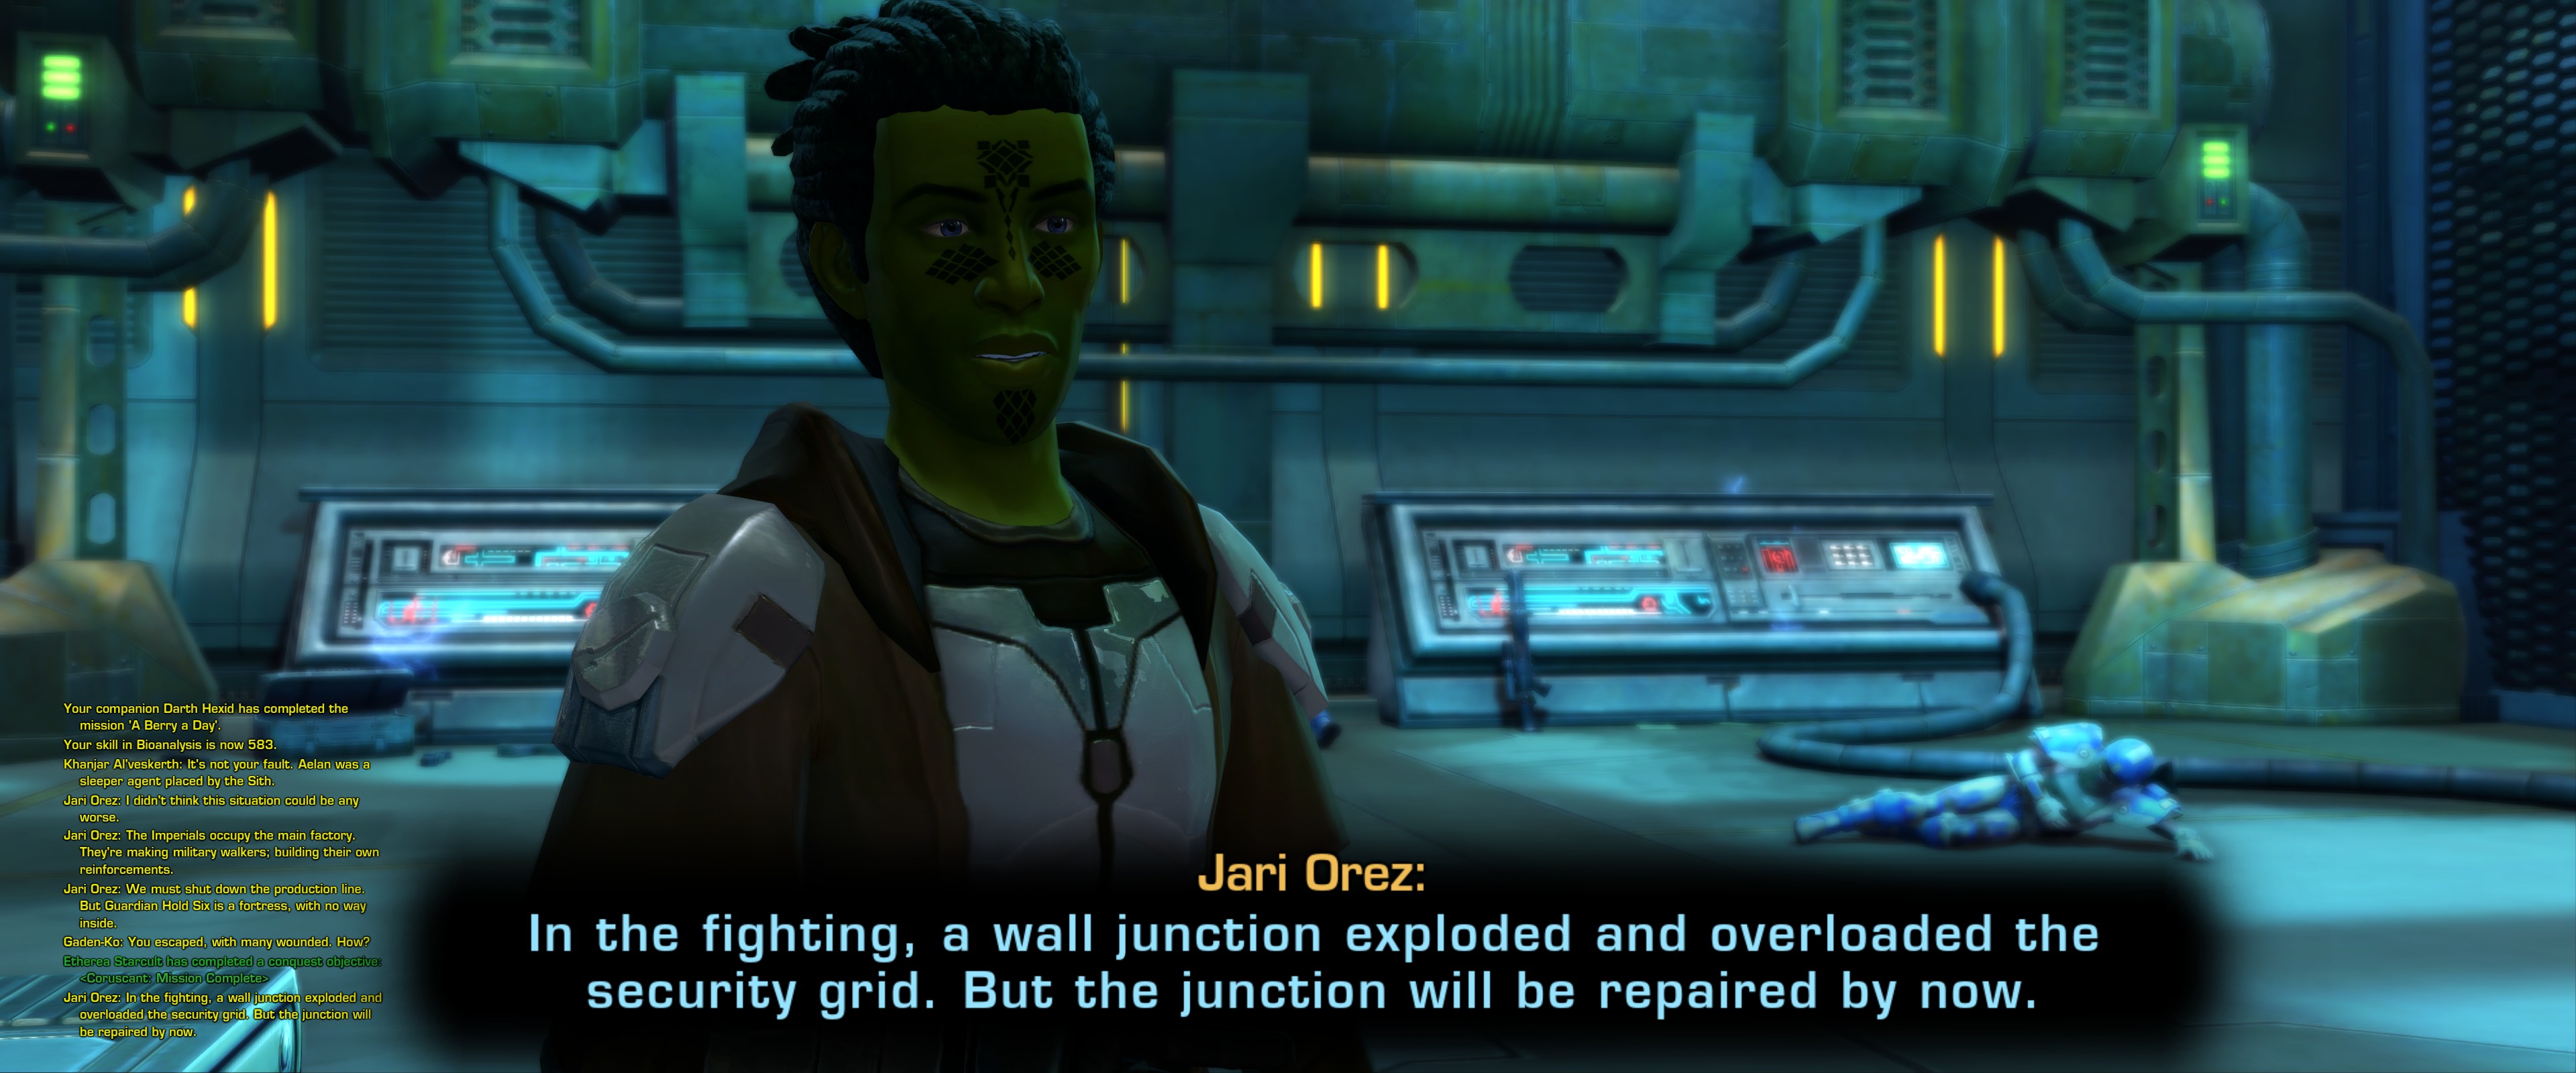 Your companion Darth Hexid has completed the
mission 'A Berry a Day'.
Your skill in Bioanalysis is now 583.
Khanjar Al'veskerth: It's not your fault. Aelan was a
sleeper agent placed by the Sith.
Jari Orez: I didn't think this situation could be any
worse.
Jari Orez: The Imperials occupy the main factory.
They're making military walkers; building their own
reinforcements.
Jari Orez: We must shut down the production line.
But Guardian Hold Six is a fortress, with no way
inside.
Gaden-Ko: You escaped, with many wounded. How?
Etherea Starcult has completed a conquest objective:
<Coruscant: Mission Complete>
Jari Orez: In the fighting, a wall junction exploded and
overloaded the security grid. But the junction will
be repaired by now.
Jari Orez:
In the fighting, a wall junction exploded and overloaded the
security grid. But the junction will be repaired by now.